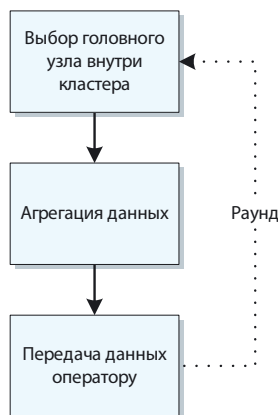 Выбор головного
узла внутри
кластера
Агрегация данных
Раунд
Передача данных
оператору